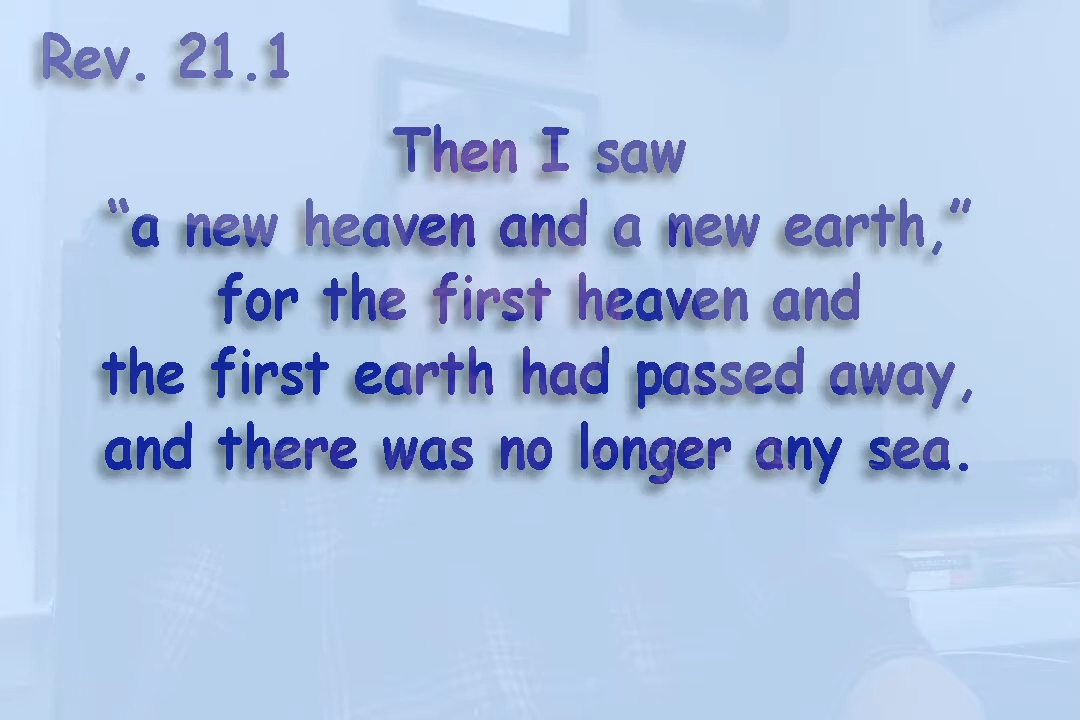 Rev. 21.1
Then I saw
“a new heaven and a new earth,”
for the first heaven and
the first earth had passed away,
and there was no longer any sea.